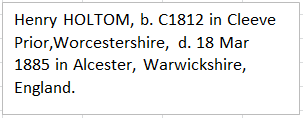 Henry HOLTOM, b. C1812 in Cleeve
Prior,Worcestershire, d. 18 Mar
1885 in Alcester, Warwickshire,
England.